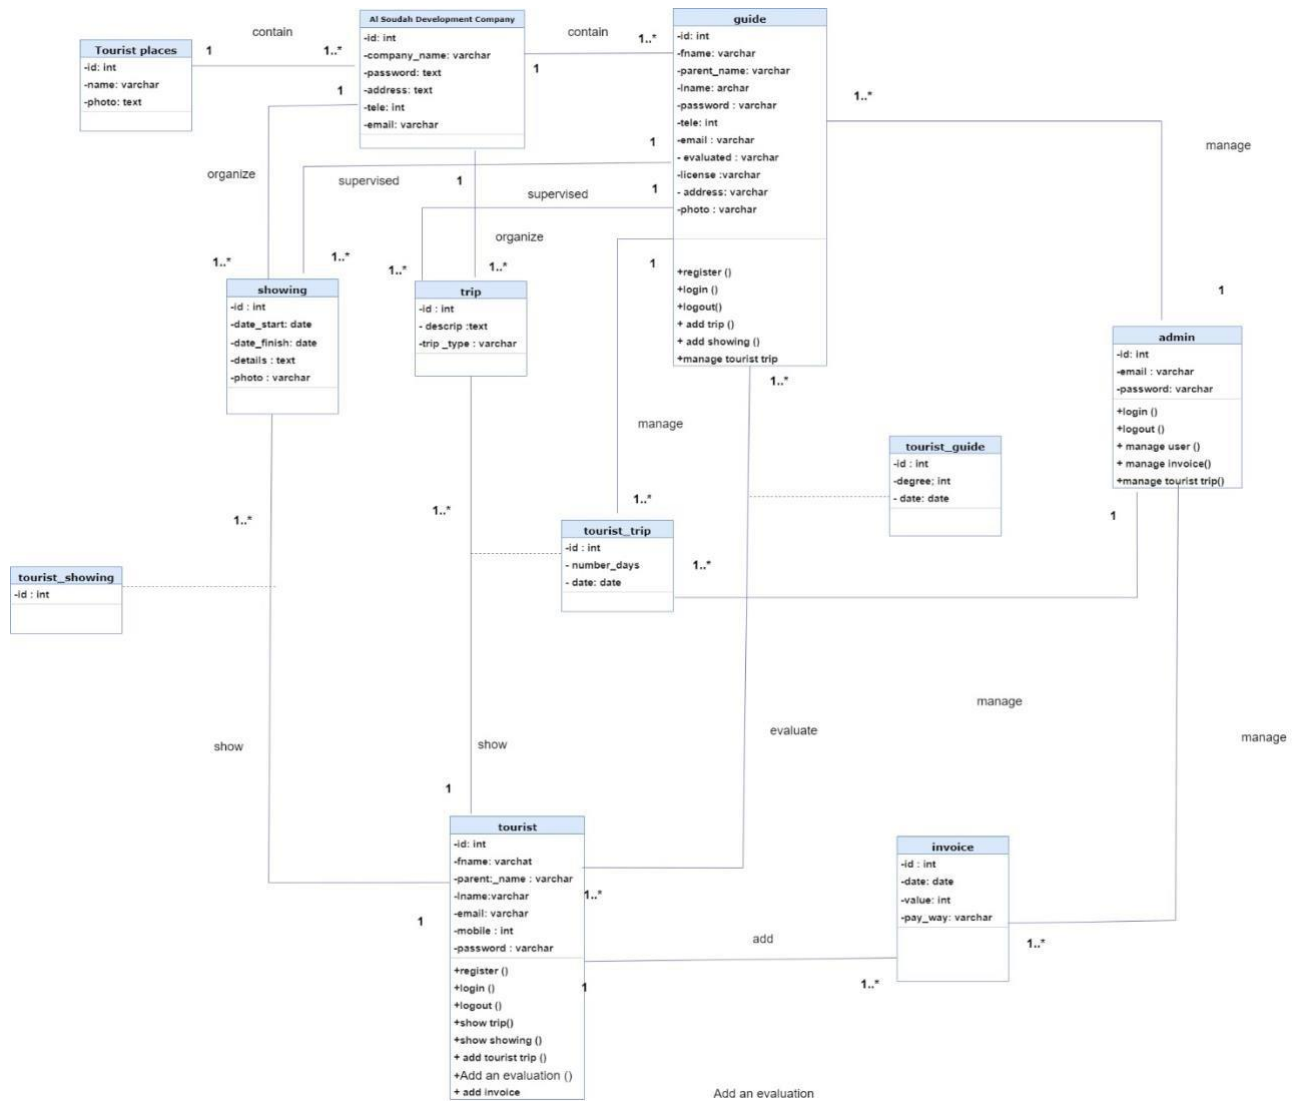 Tourist places
-id: int
-name: varchar
-photo: text
1
contain
1..*
Al Soudah Development Company
-id: int
-company_name: varchar
-password: text
-address: text
-tele: int
-email: varchar
1
contain
1..*
1
guide
-id: int
-fname: varchar
-parent_name: varchar
-lname: archar
-password : varchar
-tele: int
-email : varchar
- evaluated : varchar
-license :varchar
- address: varchar
-photo : varchar
+register ()
+login ()
+logout()
+ add trip ()
+ add showing ()
+manage tourist trip
1..*
manage
1
organize
supervised
1
1
supervised
1
organize
1..*
1..*
1..*
1..*
1
showing
-id : int
-date_start: date
-date_finish: date
-details : text
-photo : varchar
trip
-id : int
- descrip :text
-trip _type : varchar
admin
-id: int
-email : varchar
-password: varchar
+login ()
+logout ()
+ manage user ()
+ manage invoice()
+manage tourist trip()
1..*
manage
tourist_guide
-id : int
-degree; int
- date: date
1..*
1..*
1..*
1
tourist_trip
-id : int
- number_days
- date: date
1..*
tourist_showing
-id : int
show
show
evaluate
manage
manage
1
tourist
-id: int
-fname: varchat
-parent:_name : varchar
-lname:varchar
-email: varchar
-mobile : int
-password : varchar
+register ()
+login ()
+logout ()
+show trip()
+show showing ()
+ add tourist trip ()
+Add an evaluation ()
+ add invoice
1..*
1
add
1
1..*
invoice
-id : int
-date: date
-value: int
-pay_way: varchar
1..*
Add an evaluation